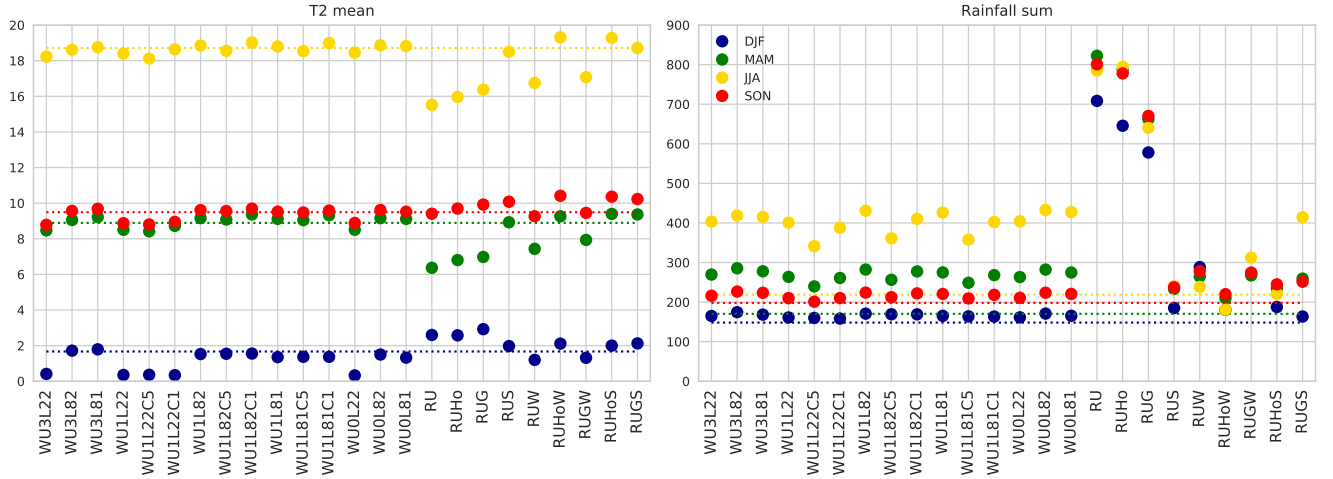 T2 mean
20
18
16
14
12
10
8
6
4
2
0
WU3L22
WU3L82
WU3L81
WU1L22
WU1L22C5
WU1L22C1
WU1L82
WU1L82C5
WU1L82C1
WU1L81
WU1L81C5
WU1L81C1
WU0L22
WU0L82
WU0L81
RU
RUHo
RUG
RUS
RUW
RUHoW
RUGW
RUHoS
RUGS
Rainfall sum
900
800
700
600
500
400
300
200
100
0
DJF
MAM
JJA
SON
WU3L22
WU3L82
WU3L81
WU1L22
WU1L22C5
WU1L22C1
WU1L82
WU1L82C5
WU1L82C1
WU1L81
WU1L81C5
WU1L81C1
WU0L22
WU0L82
WU0L81
RU
RUHo
RUG
RUS
RUW
RUHoW
RUGW
RUHoS
RUGS